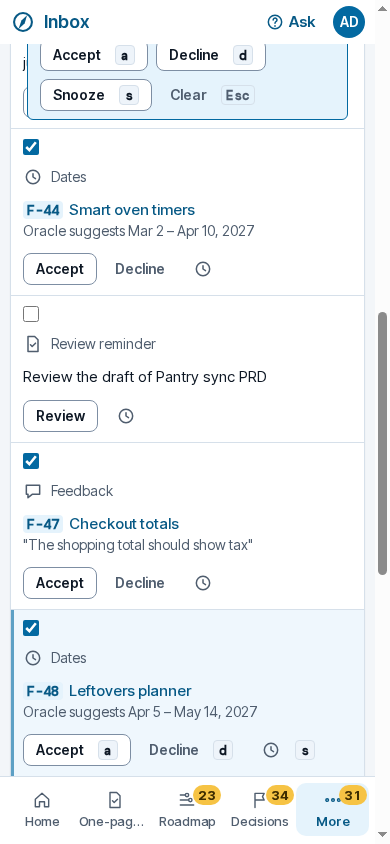 Inbox
Ask
AD
Accept a
Decline d
Snooze s
Clear Esc
Dates
F-44 Smart oven timers
Oracle suggests Mar 2 – Apr 10, 2027
Accept
Decline
Review reminder
Review the draft of Pantry sync PRD
Review
Feedback
F-47 Checkout totals
"The shopping total should show tax"
Accept
Decline
Dates
F-48 Leftovers planner
Oracle suggests Apr 5 – May 14, 2027
Accept a
Decline d
s
23
34
31
Home
One-pag…
Roadmap
Decisions
More